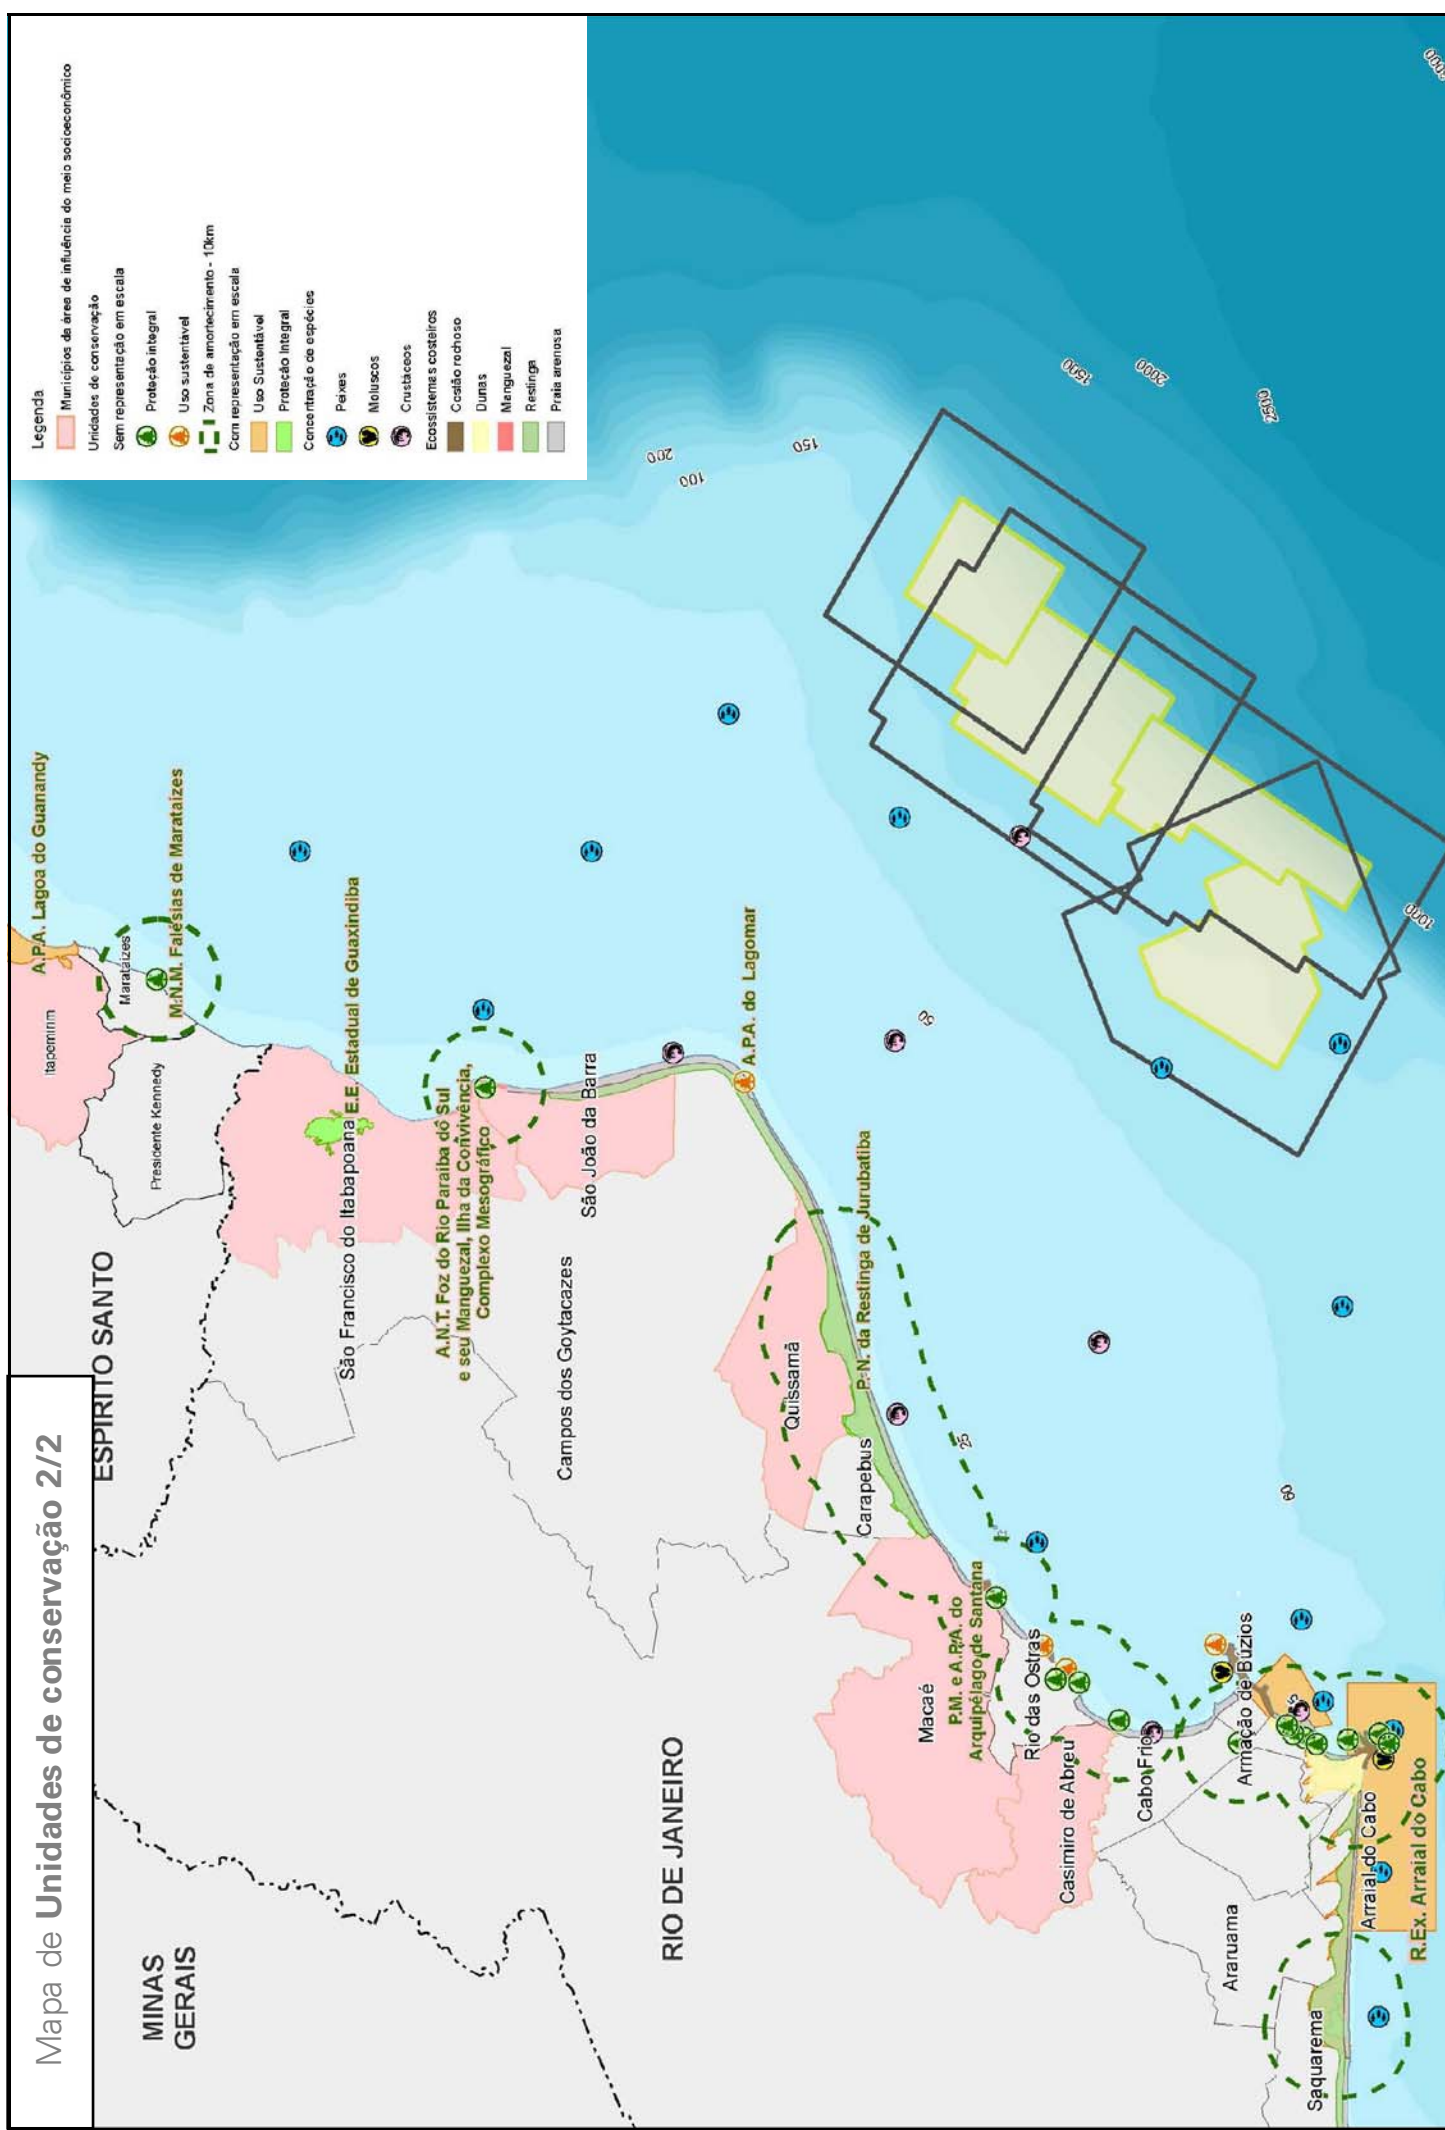 Mapa de Unidades de conservação 2/2
Legenda
Municípios da área de influência do meio socioeconômico
Unidades de conservação
Sem representação em escala
Proteção integral
Uso sustentável
Zona de amortecimento - 10km
Com representação em escala
Uso Sustentável
Proteção Integral
Concentração de espécies
Peixes
Moluscos
Crustáceos
Ecossistemas costeiros
Costão rochoso
Dunas
Manguezal
Restinga
Praia arenosa
MINAS
GERAIS
ESPÍRITO SANTO
RIO DE JANEIRO
A.P.A. Lagoa do Guanandy
Itapemirim
Marataizes
M.N.M. Falésias de Marataizes
Presidente Kennedy
São Francisco do Itabapoana
E.E. Estadual de Guaxindiba
A.N.T. Foz do Rio Paraiba do Sul
e seu Manguezal, Ilha da Convivência,
Complexo Mesográfico
São João da Barra
Campos dos Goytacazes
A.P.A. do Lagomar
Quissamã
P.N. da Restinga de Jurubatiba
Carapebus
Macaé
P.M. e A.P.A. do
Arquipélago de Santana
Rio das Ostras
Casimiro de Abreu
Cabo Frio
Armação de Búzios
Araruama
Saquarema
Arraial do Cabo
R.Ex. Arraial do Cabo
200
100
150
1500
2000
2500
3000
1000
50
25
60